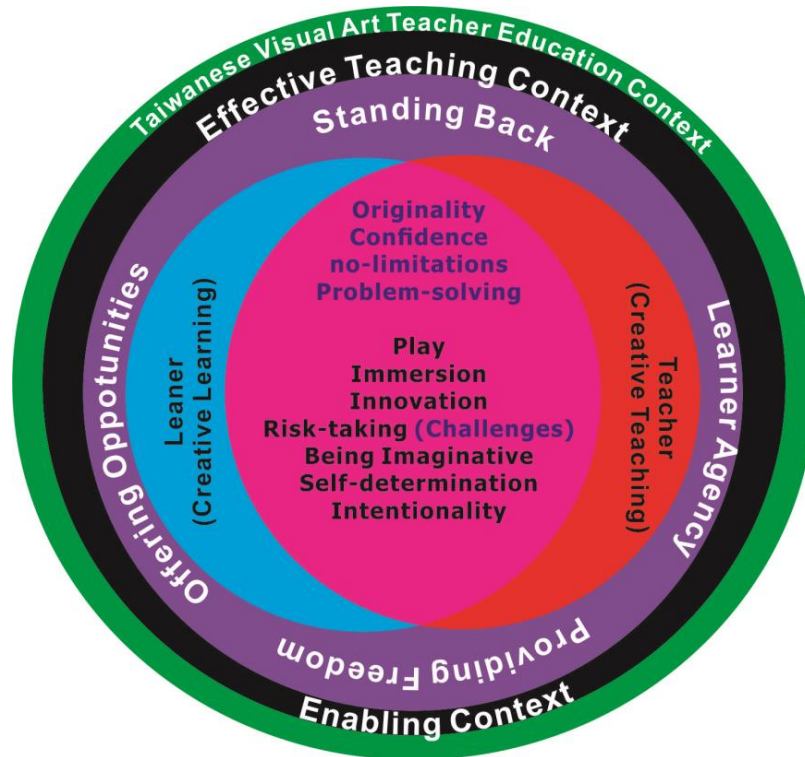 Taiwanese Visual Art Teacher Education Context
Effective Teaching Context
Standing Back
Originality
Confidence
no-limitations
Problem-solving
Play
Immersion
Innovation
Risk-taking (Challenges)
Being Imaginative
Self-determination
Intentionality
Leaner
(Creative Learning)
Teacher
(Creative Teaching)
Offering Oppotunities
Learner Agency
Providing Freedom
Enabling Context